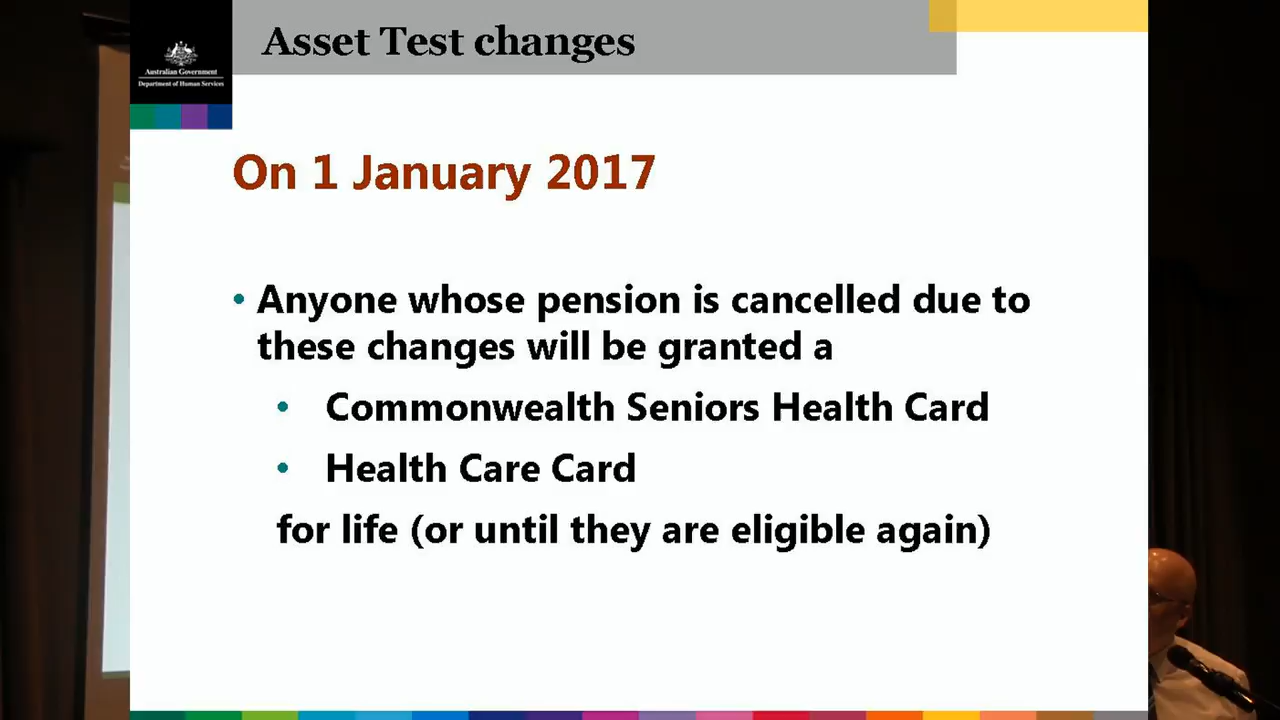 Asset Test changes
Australian Government
Department of Human Services
On 1 January 2017
• Anyone whose pension is cancelled due to
these changes will be granted a
• Commonwealth Seniors Health Card
• Health Care Card
for life (or until they are eligible again)